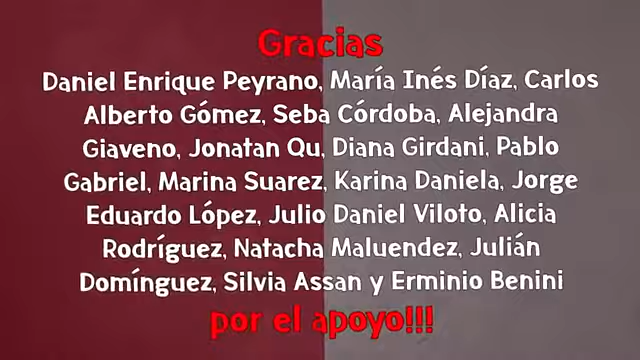 Gracias
Daniel Enrique Peyrano, María Inés Díaz, Carlos
Alberto Gómez, Seba Córdoba, Alejandra
Giaveno, Jonatan Qu, Diana Girdani, Pablo
Gabriel, Marina Suarez, Karina Daniela, Jorge
Eduardo López, Julio Daniel Viloto, Alicia
Rodríguez, Natacha Maluendez, Julián
Domínguez, Silvia Assan y Erminio Benini
por el apoyo!!!